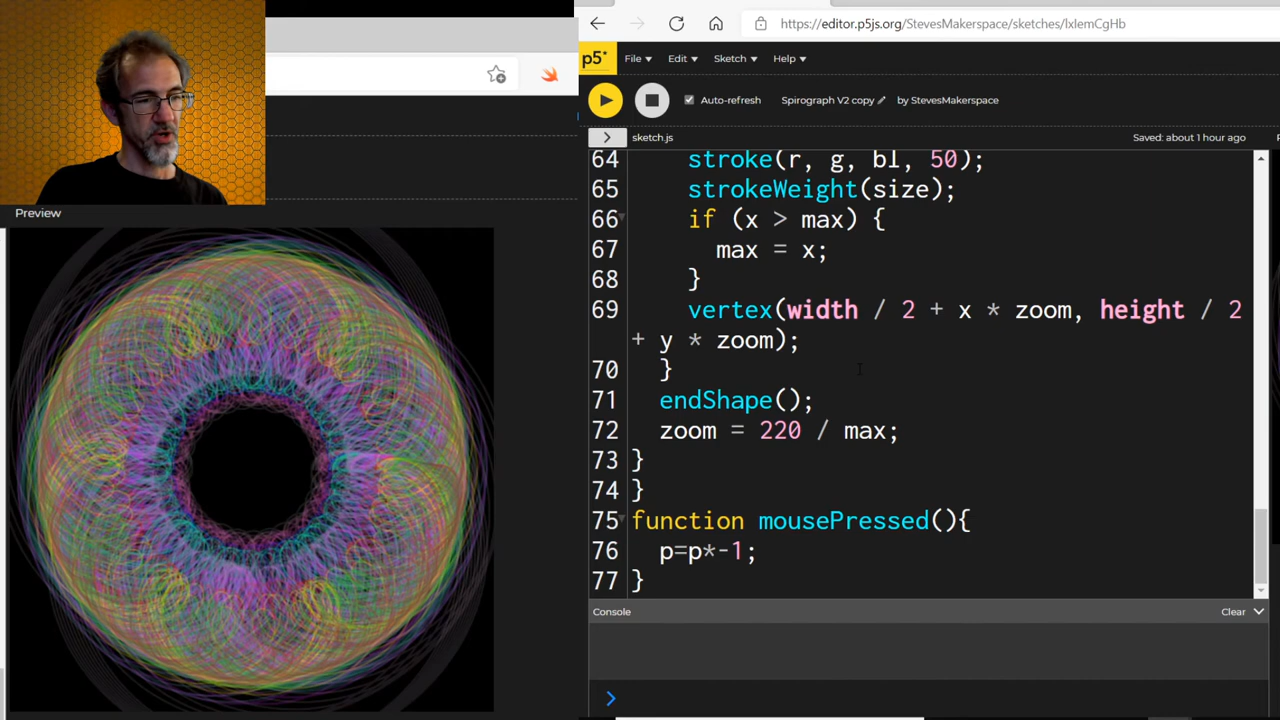 https://editor.p5js.org/StevesMakerspace/sketches/lxIemCgHb
p5* File Edit Sketch Help
Auto-refresh Spirograph V2 copy by StevesMakerspace
sketch.js Saved: about 1 hour ago
Preview
64 stroke(r, g, bl, 50);
65 strokeWeight(size);
66 if (x > max) {
67 max = x;
68 }
69 vertex(width / 2 + x * zoom, height / 2
+ y * zoom);
70 }
71 endShape();
72 zoom = 220 / max;
73 }
74 }
75 function mousePressed(){
76 p=p*-1;
77 }
Console Clear
>